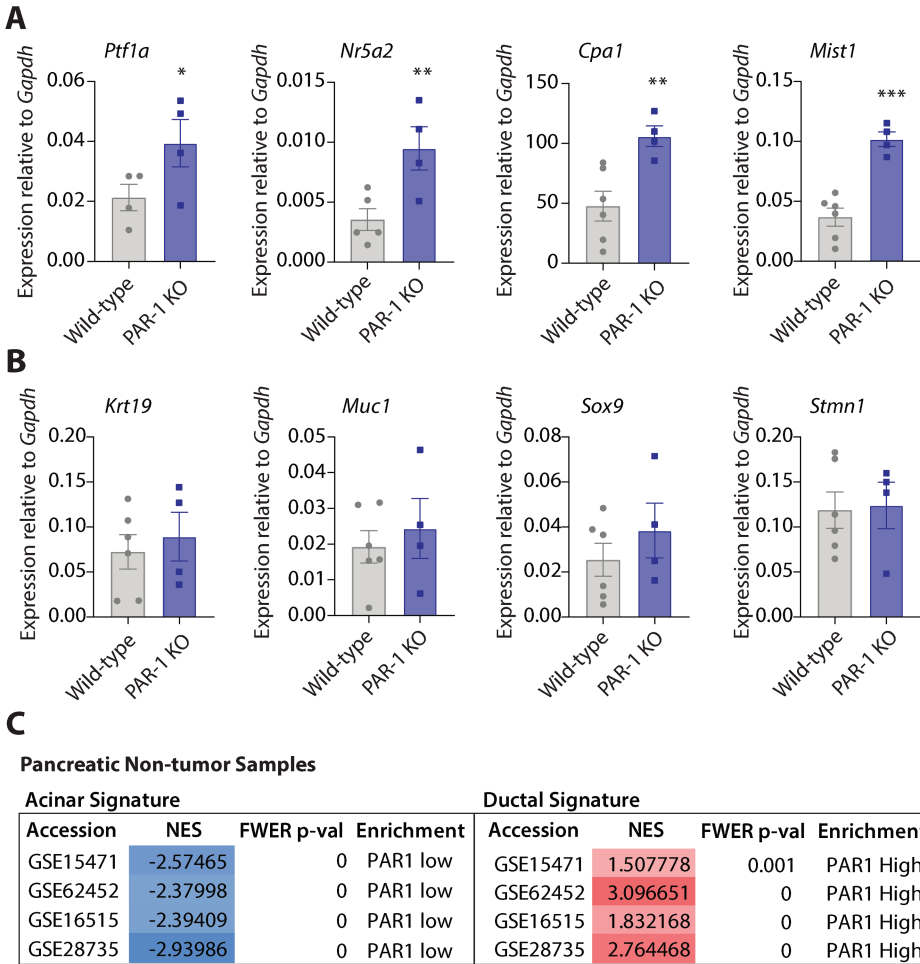 A
Ptf1a
Expression relative to Gapdh
0.06
0.04
0.02
0.00
*
Wild-type
PAR-1 KO
Nr5a2
Expression relative to Gapdh
0.015
0.010
0.005
0.000
**
Wild-type
PAR-1 KO
Cpa1
Expression relative to Gapdh
150
100
50
0
**
Wild-type
PAR-1 KO
Mist1
Expression relative to Gapdh
0.15
0.10
0.05
0.00
***
Wild-type
PAR-1 KO
B
Krt19
Expression relative to Gapdh
0.20
0.15
0.10
0.05
0.00
Wild-type
PAR-1 KO
Muc1
Expression relative to Gapdh
0.05
0.04
0.03
0.02
0.01
0.00
Wild-type
PAR-1 KO
Sox9
Expression relative to Gapdh
0.08
0.06
0.04
0.02
0.00
Wild-type
PAR-1 KO
Stmn1
Expression relative to Gapdh
0.20
0.15
0.10
0.05
0.00
Wild-type
PAR-1 KO
C
Pancreatic Non-tumor Samples
Acinar Signature
Accession NES FWER p-val Enrichment
GSE15471 -2.57465 0 PAR1 low
GSE62452 -2.37998 0 PAR1 low
GSE16515 -2.39409 0 PAR1 low
GSE28735 -2.93986 0 PAR1 low
Ductal Signature
Accession NES FWER p-val Enrichment
GSE15471 1.507778 0.001 PAR1 High
GSE62452 3.096651 0 PAR1 High
GSE16515 1.832168 0 PAR1 High
GSE28735 2.764468 0 PAR1 High